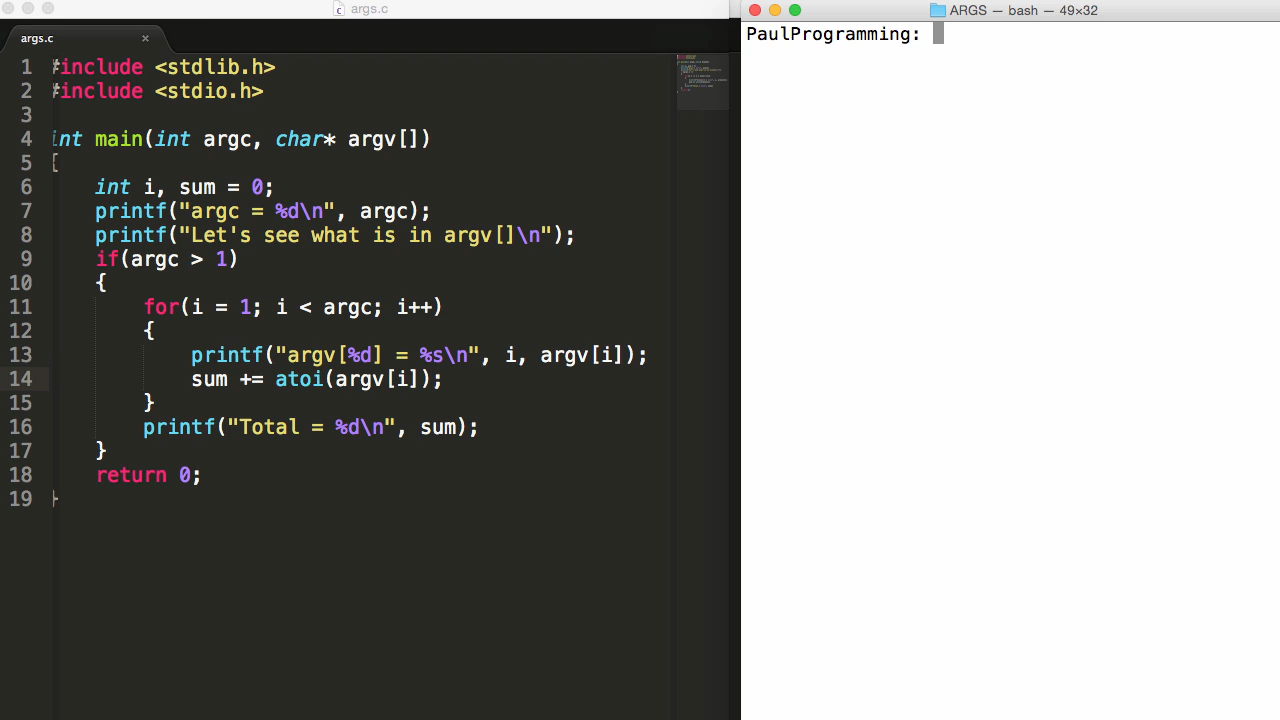 args.c
args.c ×
1 #include <stdlib.h>
2 #include <stdio.h>
3
4 int main(int argc, char* argv[])
5 {
6     int i, sum = 0;
7     printf("argc = %d\n", argc);
8     printf("Let's see what is in argv[]\n");
9     if(argc > 1)
10     {
11         for(i = 1; i < argc; i++)
12         {
13             printf("argv[%d] = %s\n", i, argv[i]);
14             sum += atoi(argv[i]);
15         }
16         printf("Total = %d\n", sum);
17     }
18     return 0;
19 }
ARGS — bash — 49×32
PaulProgramming: